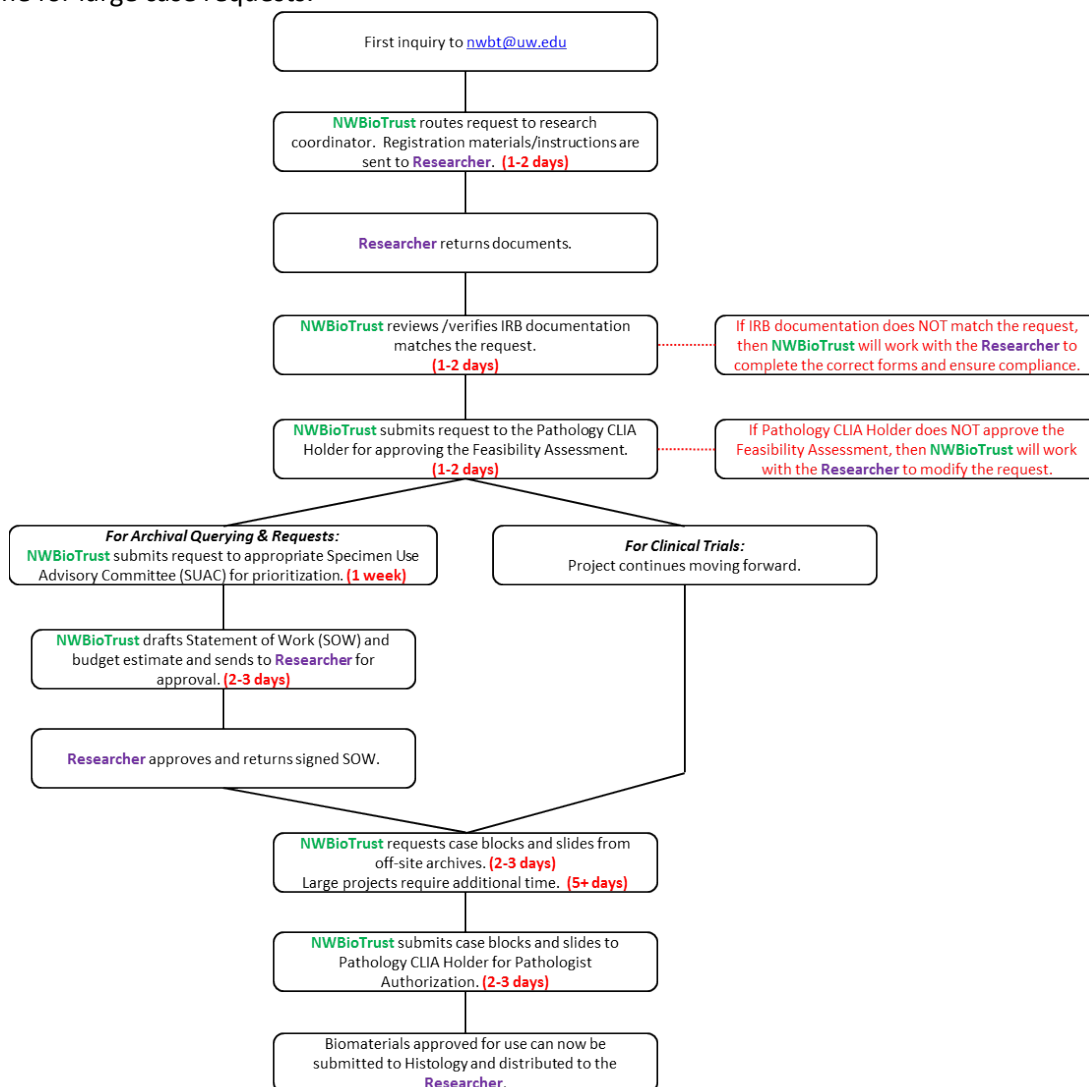 me for large case requests.
First inquiry to nwbt@uw.edu
NWBioTrust routes request to research
coordinator. Registration materials/instructions are
sent to Researcher. (1-2 days)
Researcher returns documents.
NWBioTrust reviews /verifies IRB documentation
matches the request.
(1-2 days)
If IRB documentation does NOT match the request,
then NWBioTrust will work with the Researcher to
complete the correct forms and ensure compliance.
NWBioTrust submits request to the Pathology CLIA
Holder for approving the Feasibility Assessment.
(1-2 days)
If Pathology CLIA Holder does NOT approve the
Feasibility Assessment, then NWBioTrust will work
with the Researcher to modify the request.
For Archival Querying & Requests:
NWBioTrust submits request to appropriate Specimen Use
Advisory Committee (SUAC) for prioritization. (1 week)
For Clinical Trials:
Project continues moving forward.
NWBioTrust drafts Statement of Work (SOW) and
budget estimate and sends to Researcher for
approval. (2-3 days)
Researcher approves and returns signed SOW.
NWBioTrust requests case blocks and slides from
off-site archives. (2-3 days)
Large projects require additional time. (5+ days)
NWBioTrust submits case blocks and slides to
Pathology CLIA Holder for Pathologist
Authorization. (2-3 days)
Biomaterials approved for use can now be
submitted to Histology and distributed to the
Researcher.